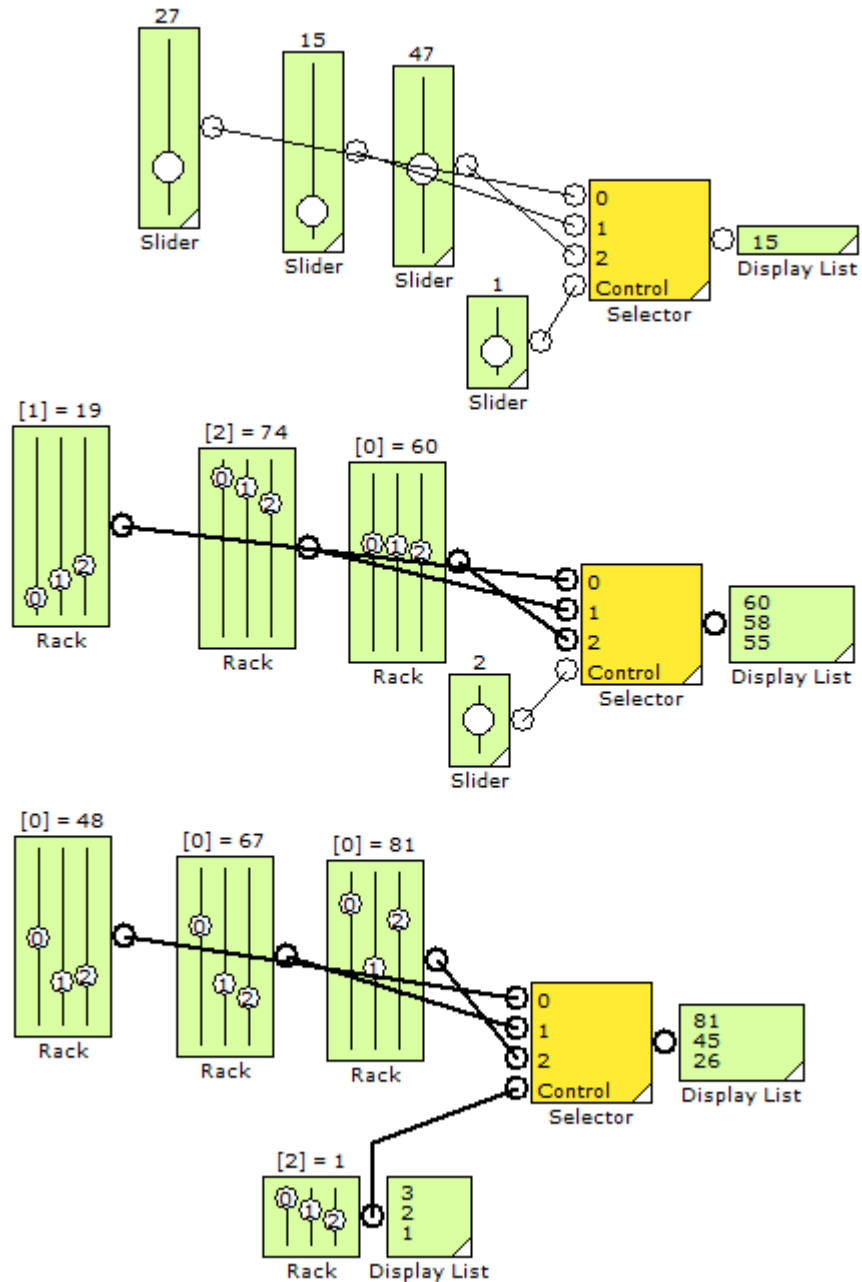 27
15
47
0
1
2
15
Slider
Display List
Slider
Slider
1
Control
Selector
Slider
[1] = 19
[2] = 74
[0] = 60
0
1
2
0
1
2
0
1
2
0
1
2
60
58
55
Rack
Rack
Rack
2
Control
Display List
Selector
Slider
[0] = 48
[0] = 67
[0] = 81
0
1
2
0
1
2
0
1
2
0
1
2
81
45
26
Rack
Rack
Rack
Control
Display List
Selector
[2] = 1
0
1
2
3
2
1
Rack
Display List